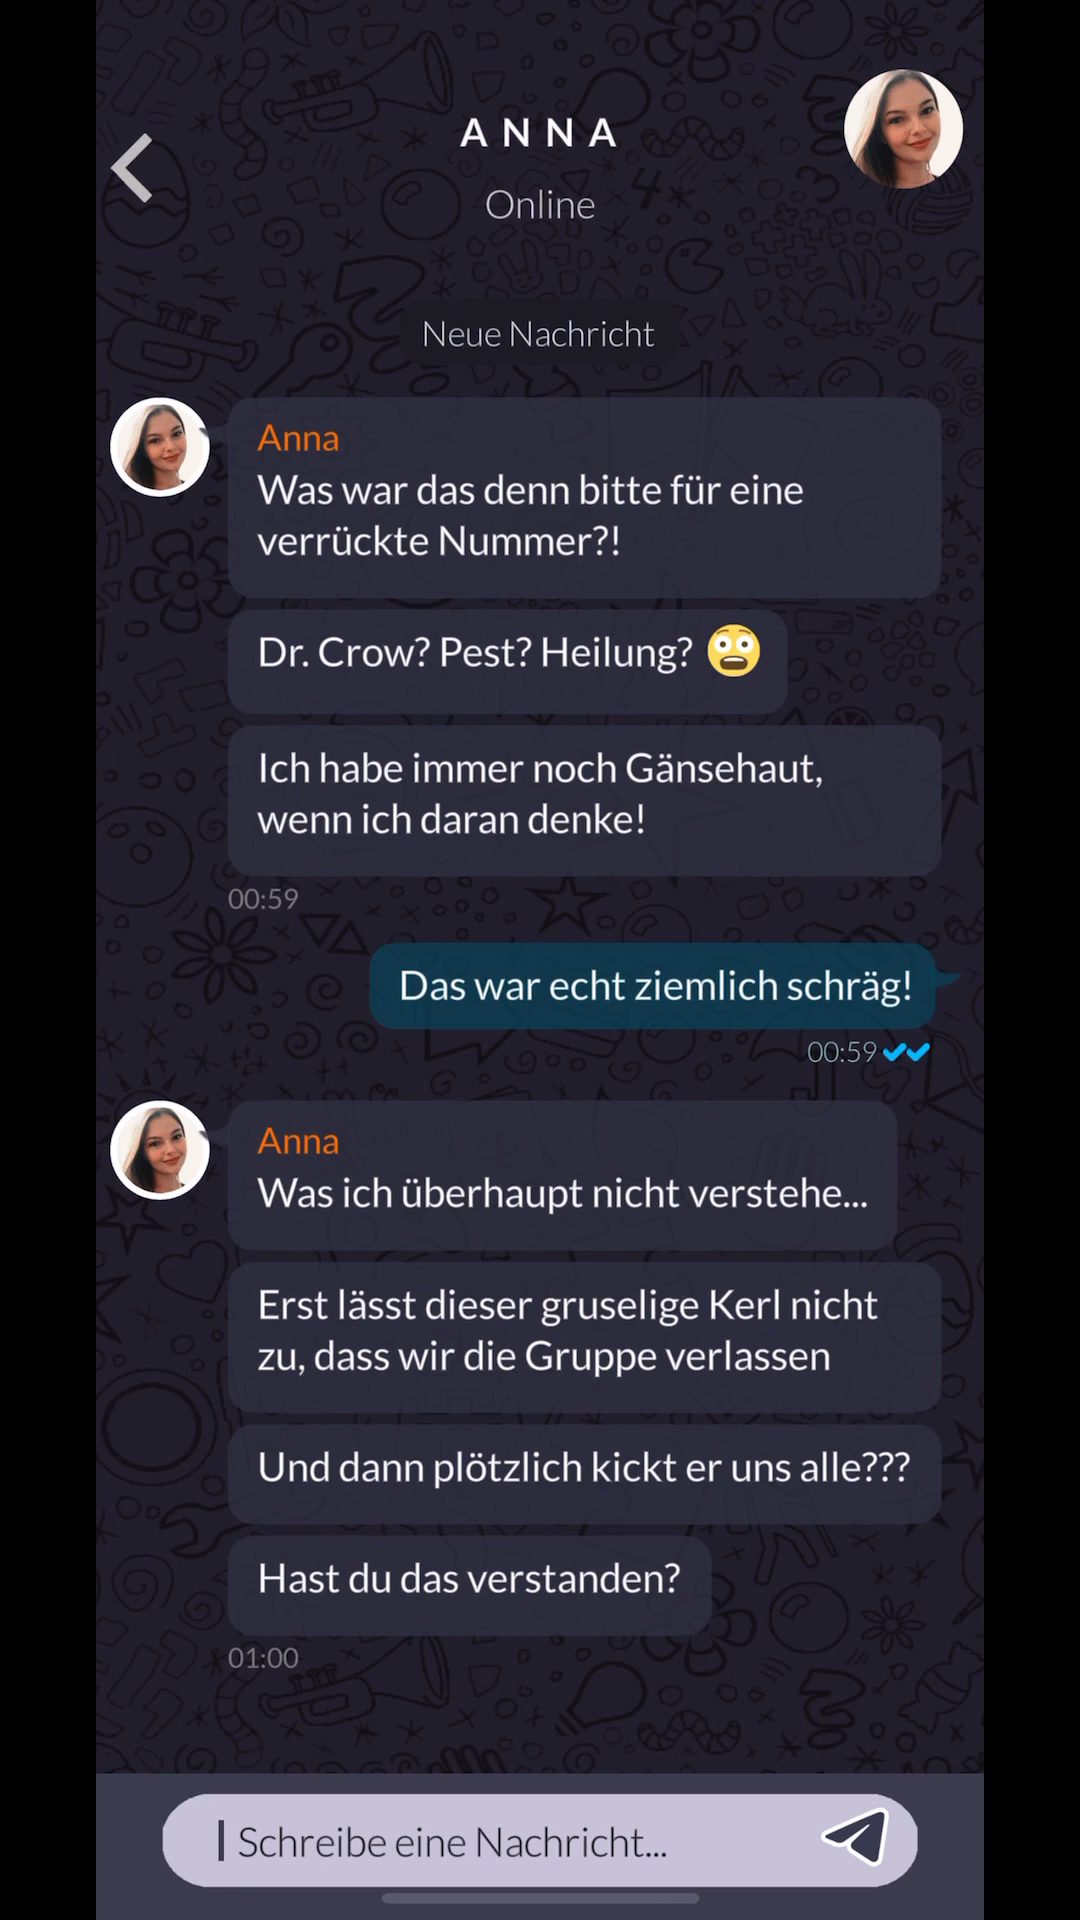 ANNA
Online
Neue Nachricht
Anna
Was war das denn bitte für eine
verrückte Nummer?!
Dr. Crow? Pest? Heilung? 😨
Ich habe immer noch Gänsehaut,
wenn ich daran denke!
00:59
Das war echt ziemlich schräg!
00:59
Anna
Was ich überhaupt nicht verstehe...
Erst lässt dieser gruselige Kerl nicht
zu, dass wir die Gruppe verlassen
Und dann plötzlich kickt er uns alle???
Hast du das verstanden?
01:00
Schreibe eine Nachricht...